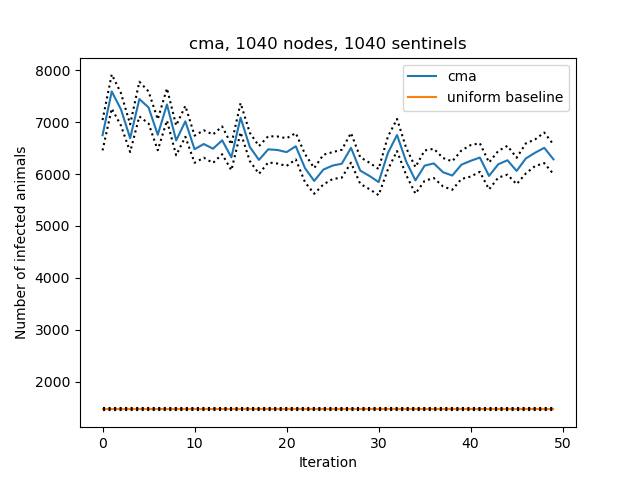 cma, 1040 nodes, 1040 sentinels
cma
uniform baseline
8000
7000
6000
5000
4000
3000
2000
Number of infected animals
0 10 20 30 40 50
Iteration